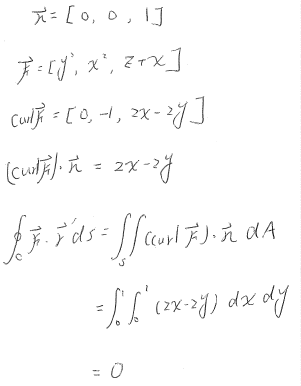 n⃗ = [0, 0, 1]
F⃗ = [y², x², z+x]
curl F⃗ = [0, -1, 2x-2y]
(curl F⃗)·n⃗ = 2x-2y
∮_C F⃗·r⃗'ds = ∬_S (curl F⃗)·n⃗ dA
= ∫₀¹∫₀¹ (2x-2y) dx dy
= 0